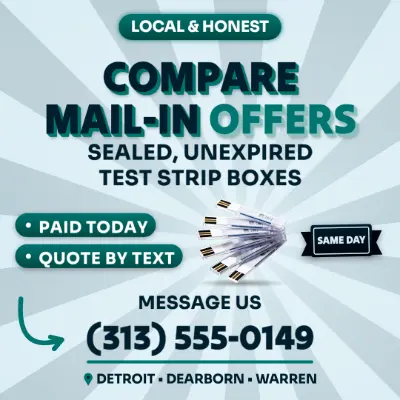 LOCAL & HONEST
COMPARE
MAIL-IN OFFERS
SEALED, UNEXPIRED
TEST STRIP BOXES
• PAID TODAY
• QUOTE BY TEXT
SAME DAY
MESSAGE US
(313) 555-0149
DETROIT • DEARBORN • WARREN